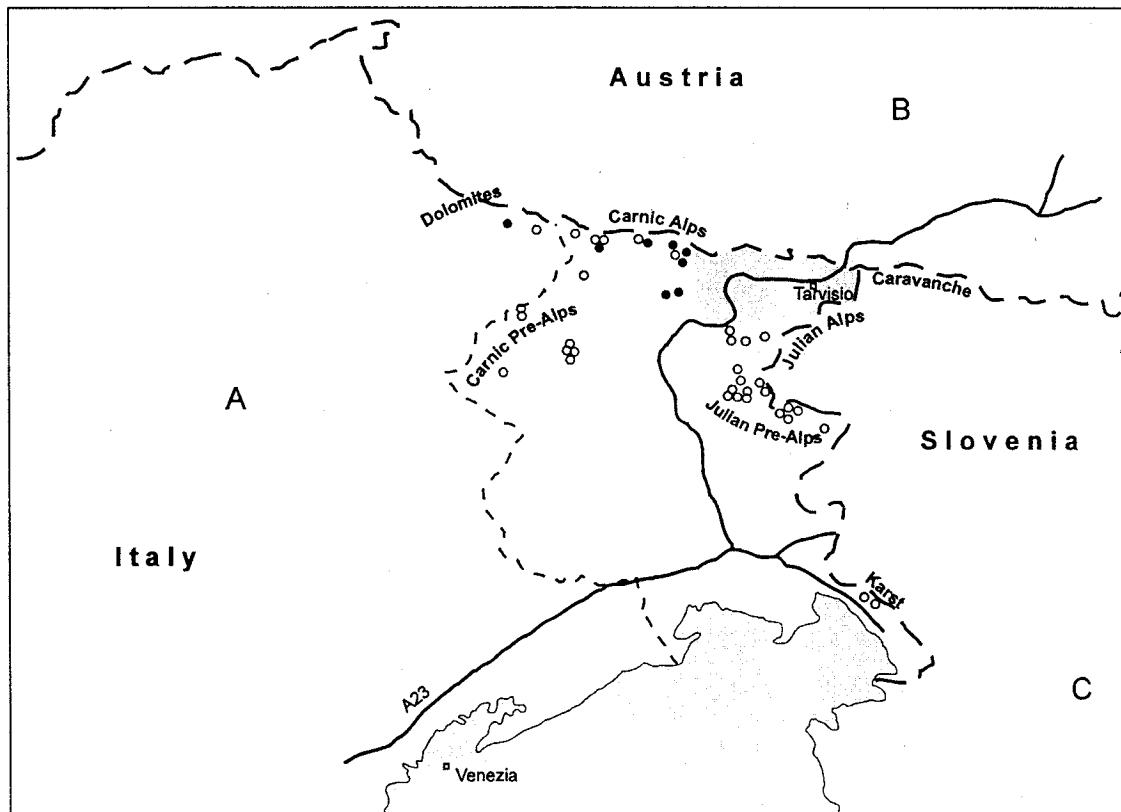 Austria
B
Dolomites
Carnic Alps
Caravanche
Tarvisio
Julian Alps
Carnic Pre-Alps
A
Julian Pre-Alps
Slovenia
Italy
Karst
C
A23
Venezia